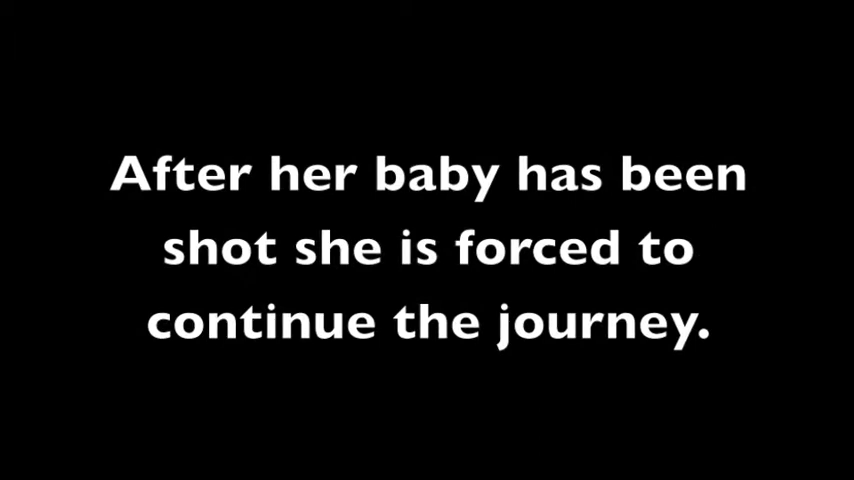 After her baby has been
shot she is forced to
continue the journey.